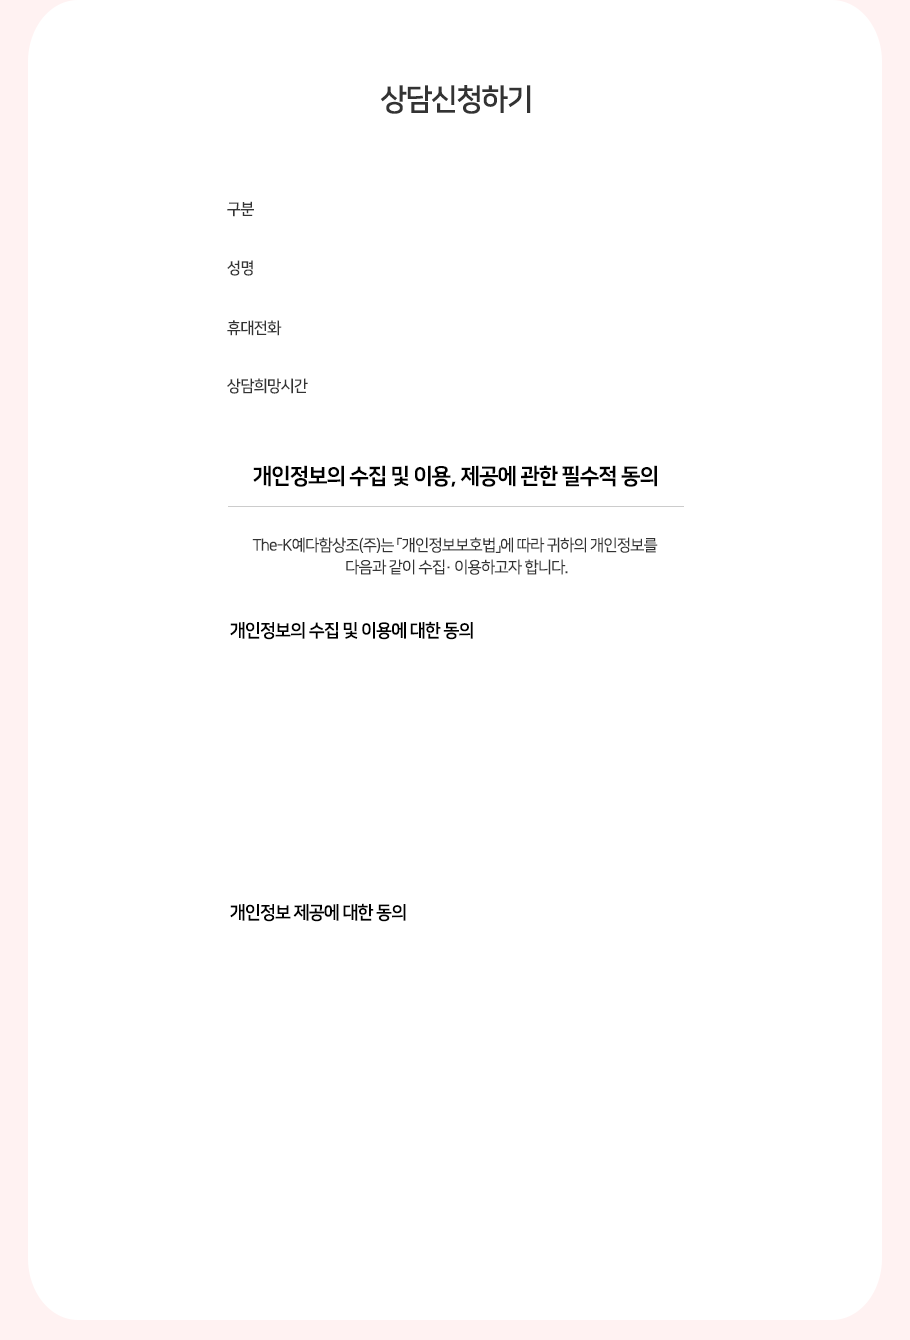 상담신청하기
구분
성명
휴대전화
상담희망시간
개인정보의 수집 및 이용, 제공에 관한 필수적 동의
The-K예다함상조(주)는 「개인정보보호법」에 따라 귀하의 개인정보를
다음과 같이 수집· 이용하고자 합니다.
개인정보의 수집 및 이용에 대한 동의
개인정보 제공에 대한 동의